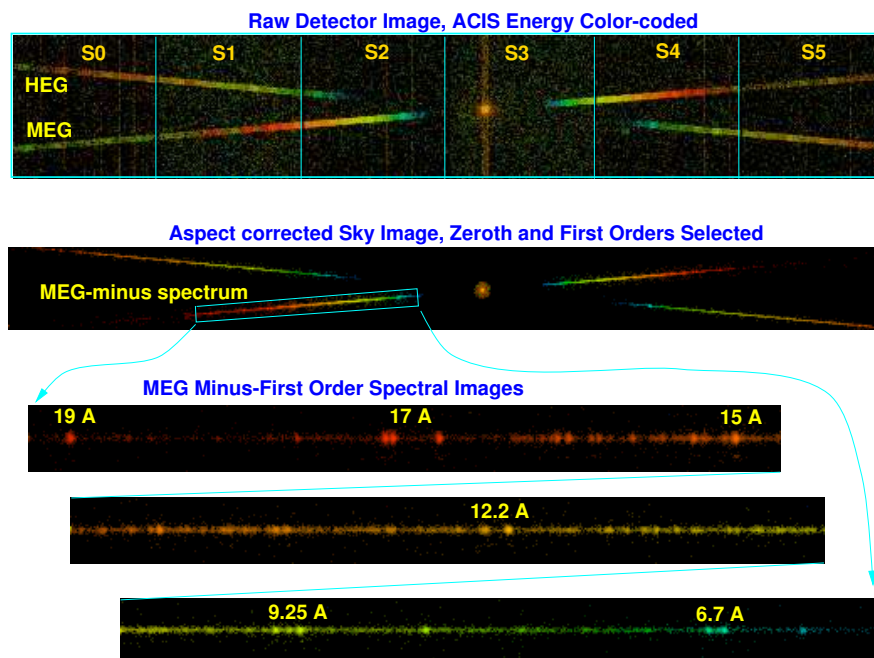 Raw Detector Image, ACIS Energy Color-coded
S0 S1 S2 S3 S4 S5
HEG
MEG
Aspect corrected Sky Image, Zeroth and First Orders Selected
MEG-minus spectrum
MEG Minus-First Order Spectral Images
19 A 17 A 15 A
12.2 A
9.25 A 6.7 A